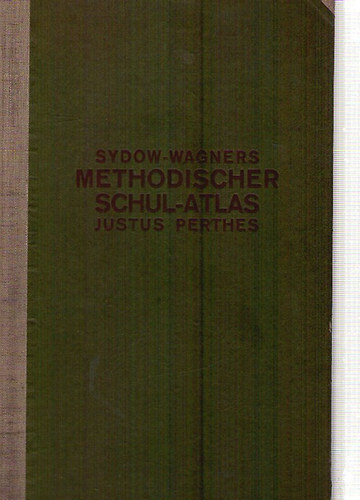 SYDOW-WAGNERS
METHODISCHER
SCHUL-ATLAS
JUSTUS PERTHES